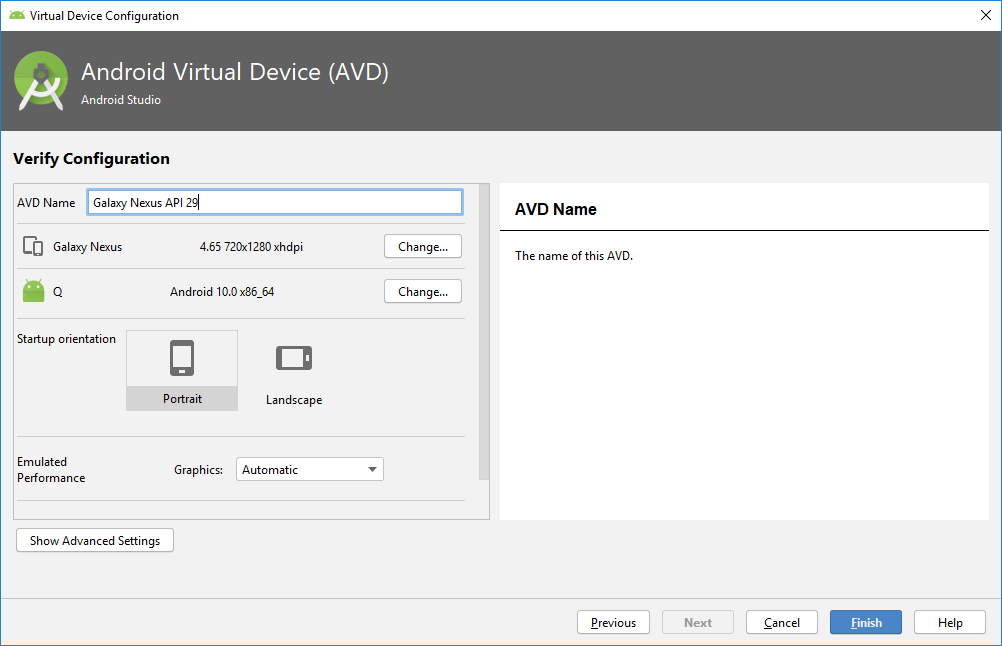 Virtual Device Configuration
Android Virtual Device (AVD)
Android Studio
Verify Configuration
AVD Name Galaxy Nexus API 29
Galaxy Nexus 4.65 720x1280 xhdpi Change...
Q Android 10.0 x86_64 Change...
Startup orientation
Portrait Landscape
Emulated
Performance
Graphics: Automatic
Show Advanced Settings
AVD Name
The name of this AVD.
Previous Next Cancel Finish Help